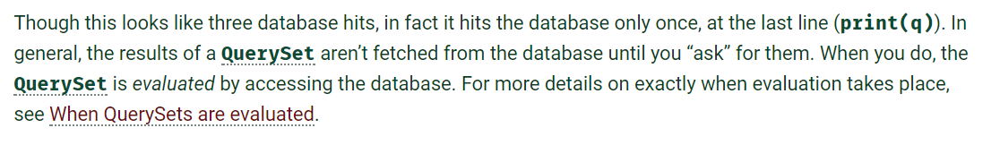 Though this looks like three database hits, in fact it hits the database only once, at the last line (print(q)). In
general, the results of a QuerySet aren’t fetched from the database until you “ask” for them. When you do, the
QuerySet is evaluated by accessing the database. For more details on exactly when evaluation takes place,
see When QuerySets are evaluated.